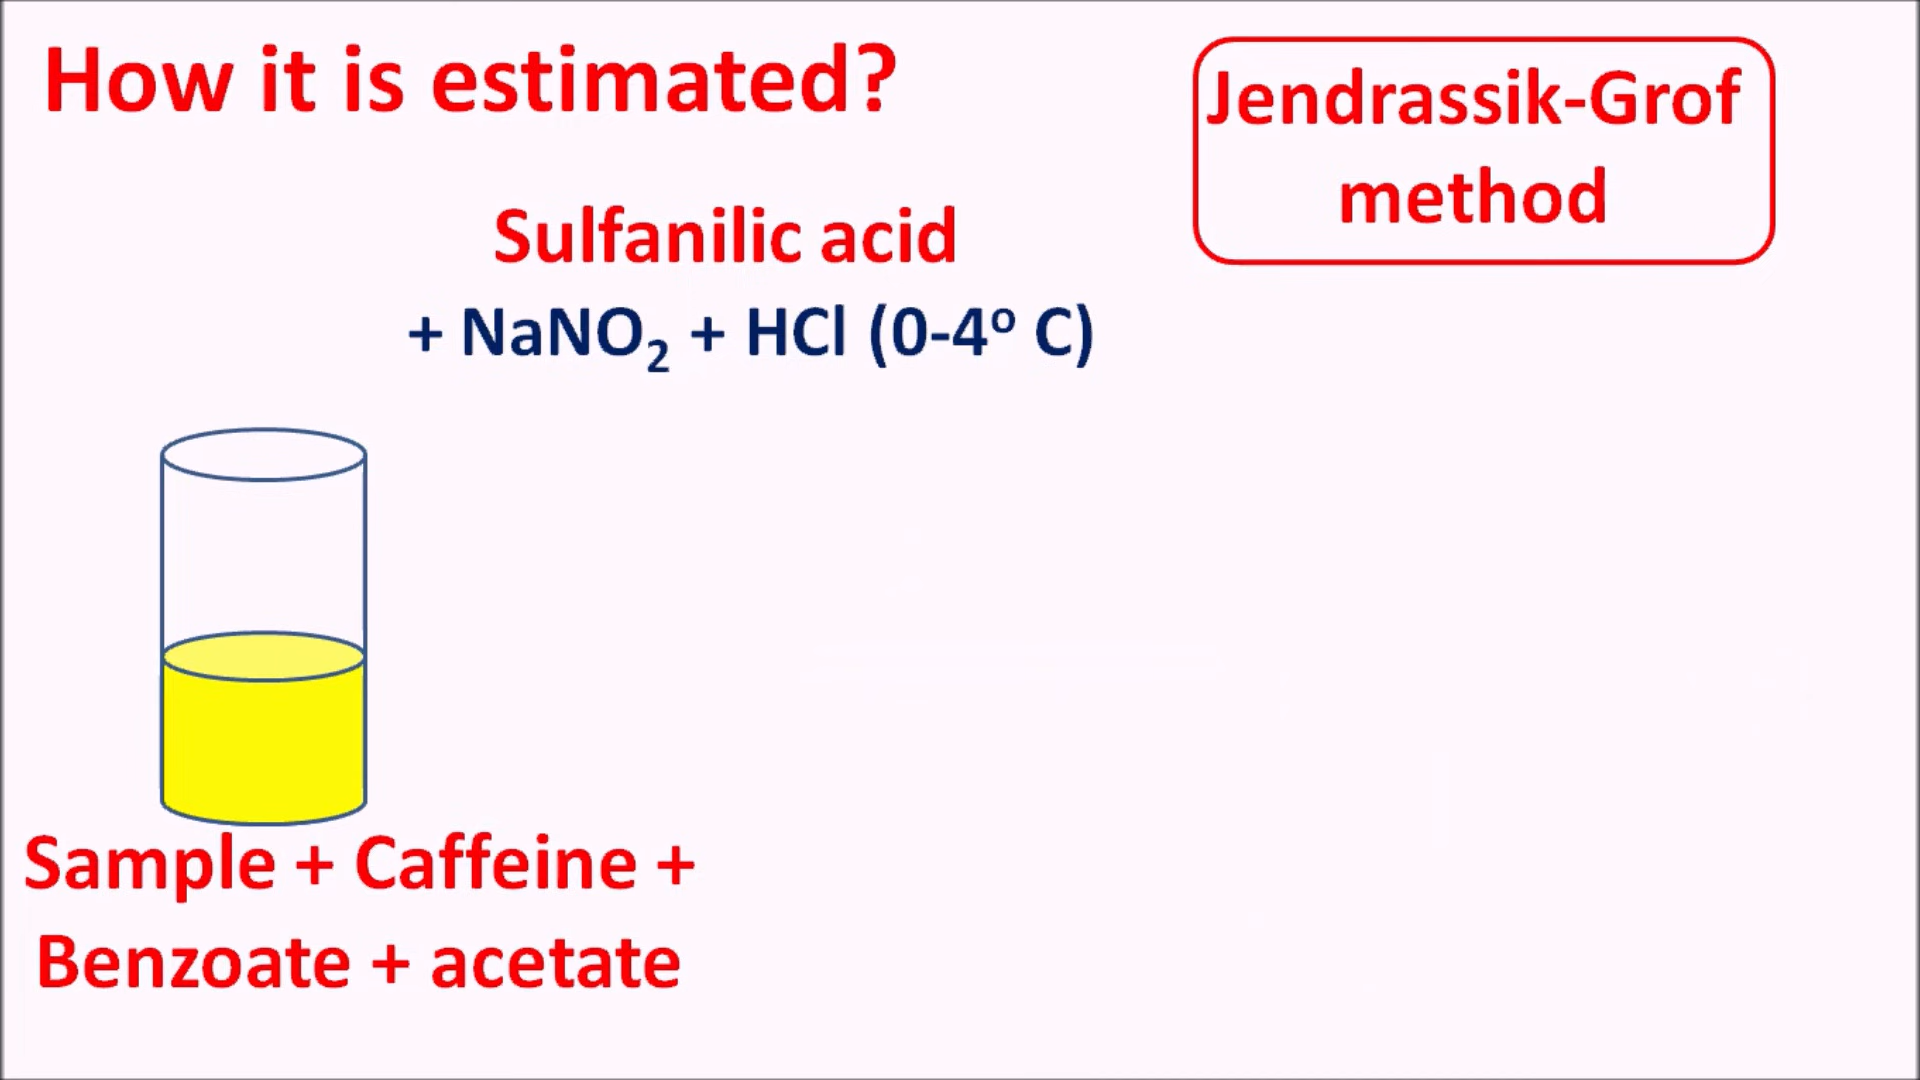 How it is estimated?
Jendrassik-Grof
method
Sulfanilic acid
+ NaNO₂ + HCl (0-4º C)
Sample + Caffeine +
Benzoate + acetate